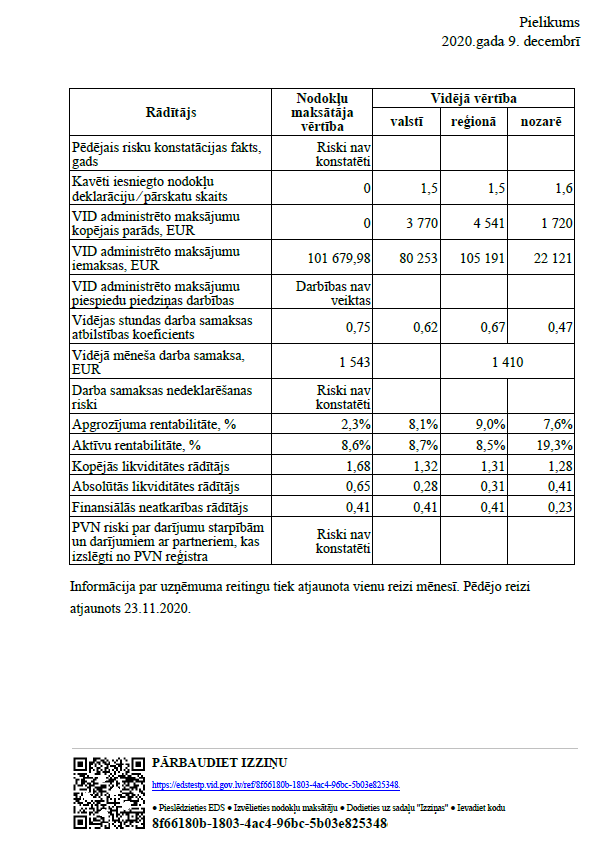 Pielikums
2020.gada 9. decembrī
Rādītājs
Nodokļu
maksātāja
vērtība
Vidējā vērtība
valstī reģionā nozarē
Pēdējais risku konstatācijas fakts,
gads
Riski nav
konstatēti
Kavēti iesniegto nodokļu
deklarāciju/pārskatu skaits
0 1,5 1,5 1,6
VID administrēto maksājumu
kopējais parāds, EUR
0 3 770 4 541 1 720
VID administrēto maksājumu
iemaksas, EUR
101 679,98 80 253 105 191 22 121
VID administrēto maksājumu
piespiedu piedziņas darbības
Darbības nav
veiktas
Vidējas stundas darba samaksas
atbilstības koeficients
0,75 0,62 0,67 0,47
Vidējā mēneša darba samaksa,
EUR
1 543 1 410
Darba samaksas nedeklarēšanas
riski
Riski nav
konstatēti
Apgrozījuma rentabilitāte, % 2,3% 8,1% 9,0% 7,6%
Aktīvu rentabilitāte, % 8,6% 8,7% 8,5% 19,3%
Kopējās likviditātes rādītājs 1,68 1,32 1,31 1,28
Absolūtās likviditātes rādītājs 0,65 0,28 0,31 0,41
Finansiālās neatkarības rādītājs 0,41 0,41 0,41 0,23
PVN riski par darījumu starpībām
un darījumiem ar partneriem, kas
izslēgti no PVN reģistra
Riski nav
konstatēti
Informācija par uzņēmuma reitingu tiek atjaunota vienu reizi mēnesī. Pēdējo reizi
atjaunots 23.11.2020.
PĀRBAUDIET IZZIŅU
https://edstestp.vid.gov.lv/ref/8f66180b-1803-4ac4-96bc-5b03e825348.
● Pieslēdzieties EDS ● Izvēlieties nodokļu maksātāju ● Dodieties uz sadaļu "Izziņas" ● Ievadiet kodu
8f66180b-1803-4ac4-96bc-5b03e825348